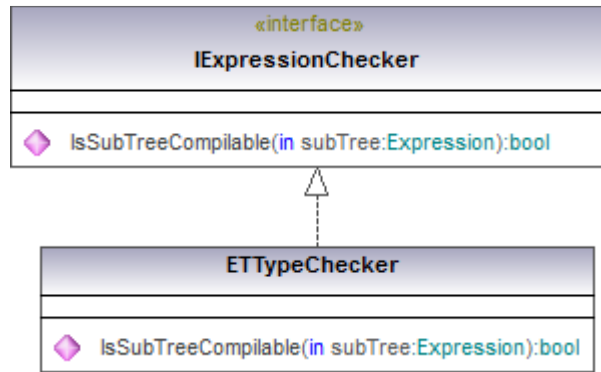 «interface»
IExpressionChecker
IsSubTreeCompilable(in subTree:Expression):bool
ETTypeChecker
IsSubTreeCompilable(in subTree:Expression):bool